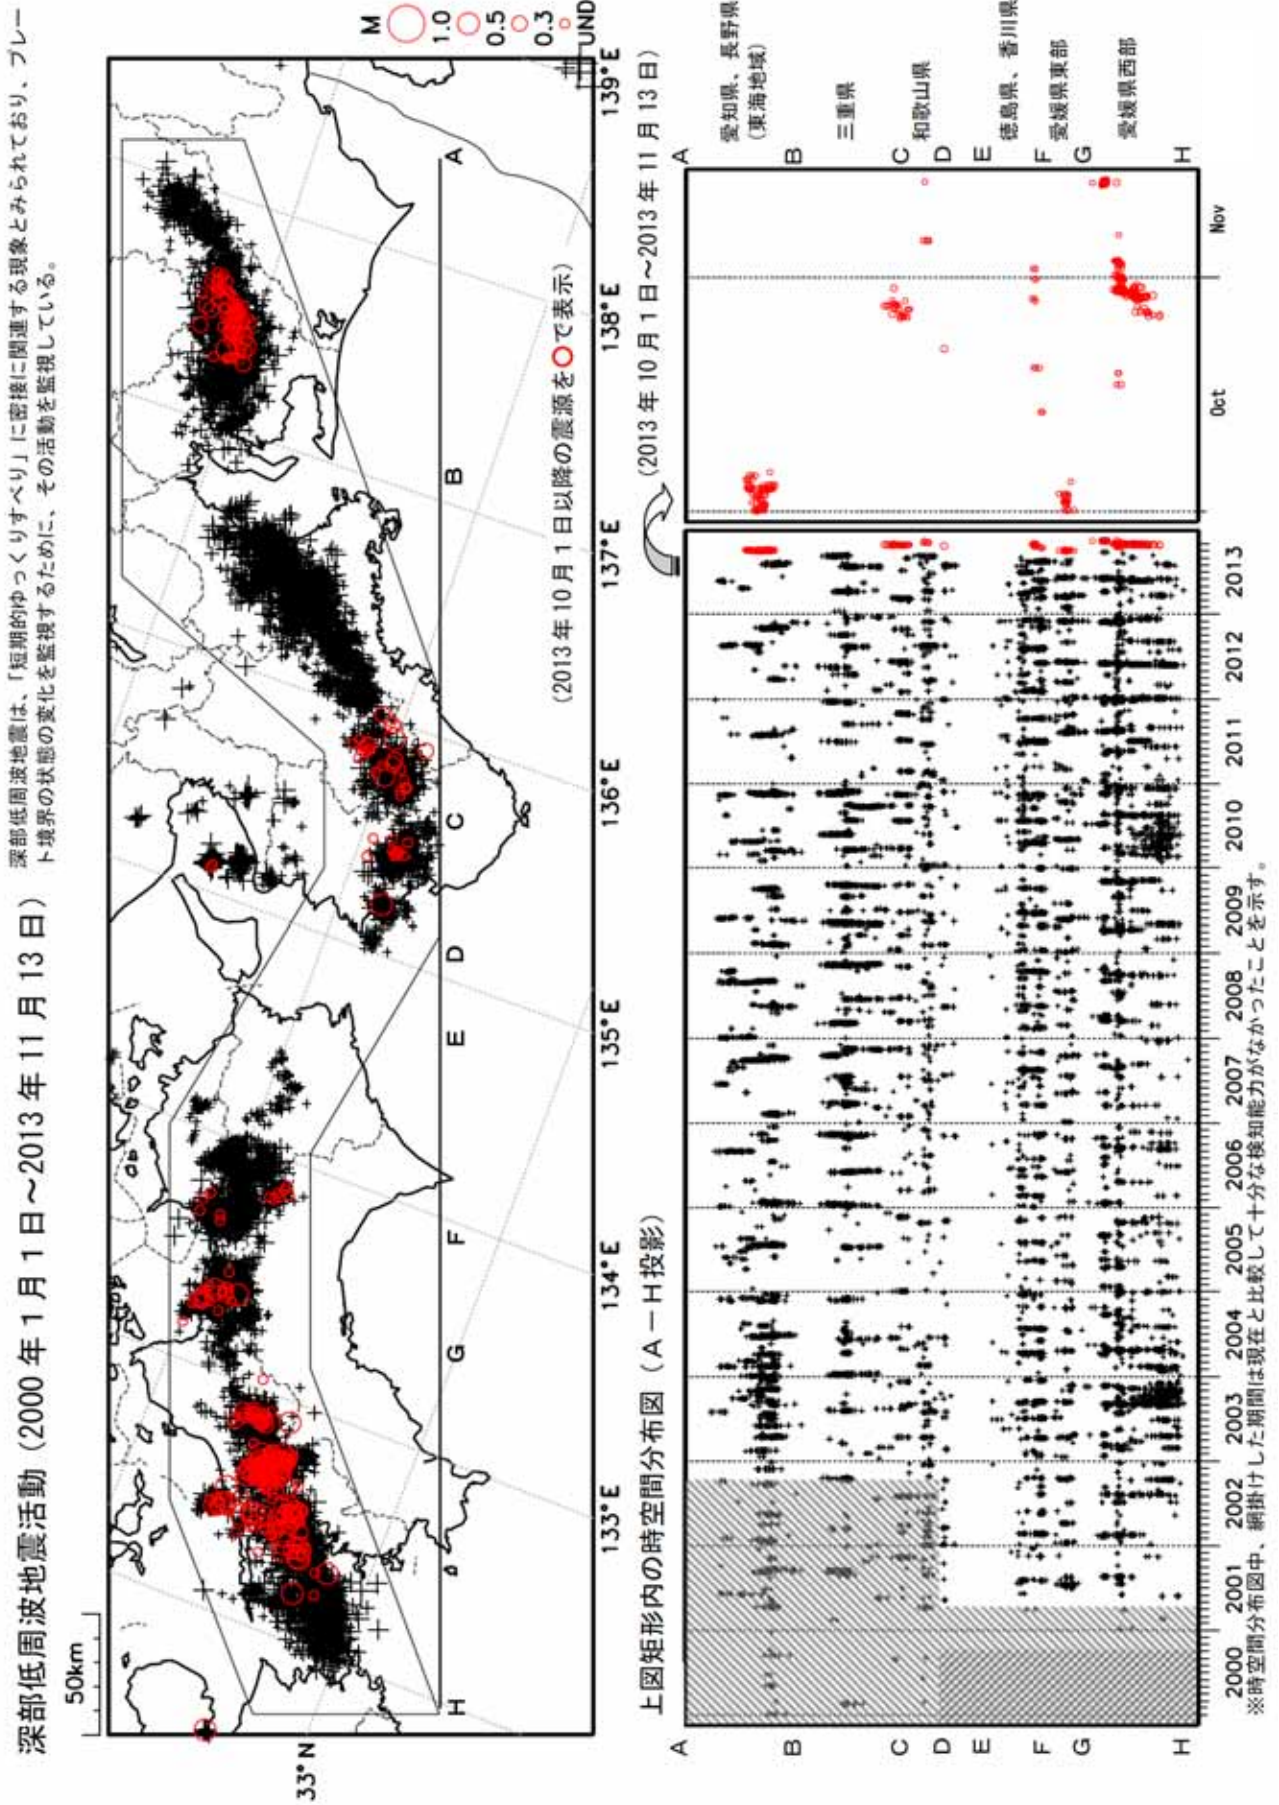 深部低周波地震活動（2000年1月1日～2013年11月13日）
深部低周波地震は、「短期的ゆっくりすべり」に密接に関連する現象とみられており、プレー
ト境界の状態の変化を監視するために、その活動を監視している。
50km
M
1.0
0.5
0.3
UND
33°N
133°E
134°E
135°E
136°E
137°E
138°E
139°E
H
G
F
E
D
C
B
A
（2013年10月1日以降の震源を○で表示）
上図矩形内の時空間分布図（A－H投影）
（2013年10月1日～2013年11月13日）
A
B
C
D
E
F
G
H
2000
2001
2002
2003
2004
2005
2006
2007
2008
2009
2010
2011
2012
2013
Oct
Nov
A
B
C
D
E
F
G
H
愛知県、長野県
（東海地域）
三重県
和歌山県
徳島県、香川県
愛媛県東部
愛媛県西部
※時空間分布図中、網掛けした期間は現在と比較して十分な検知能力がなかったことを示す。